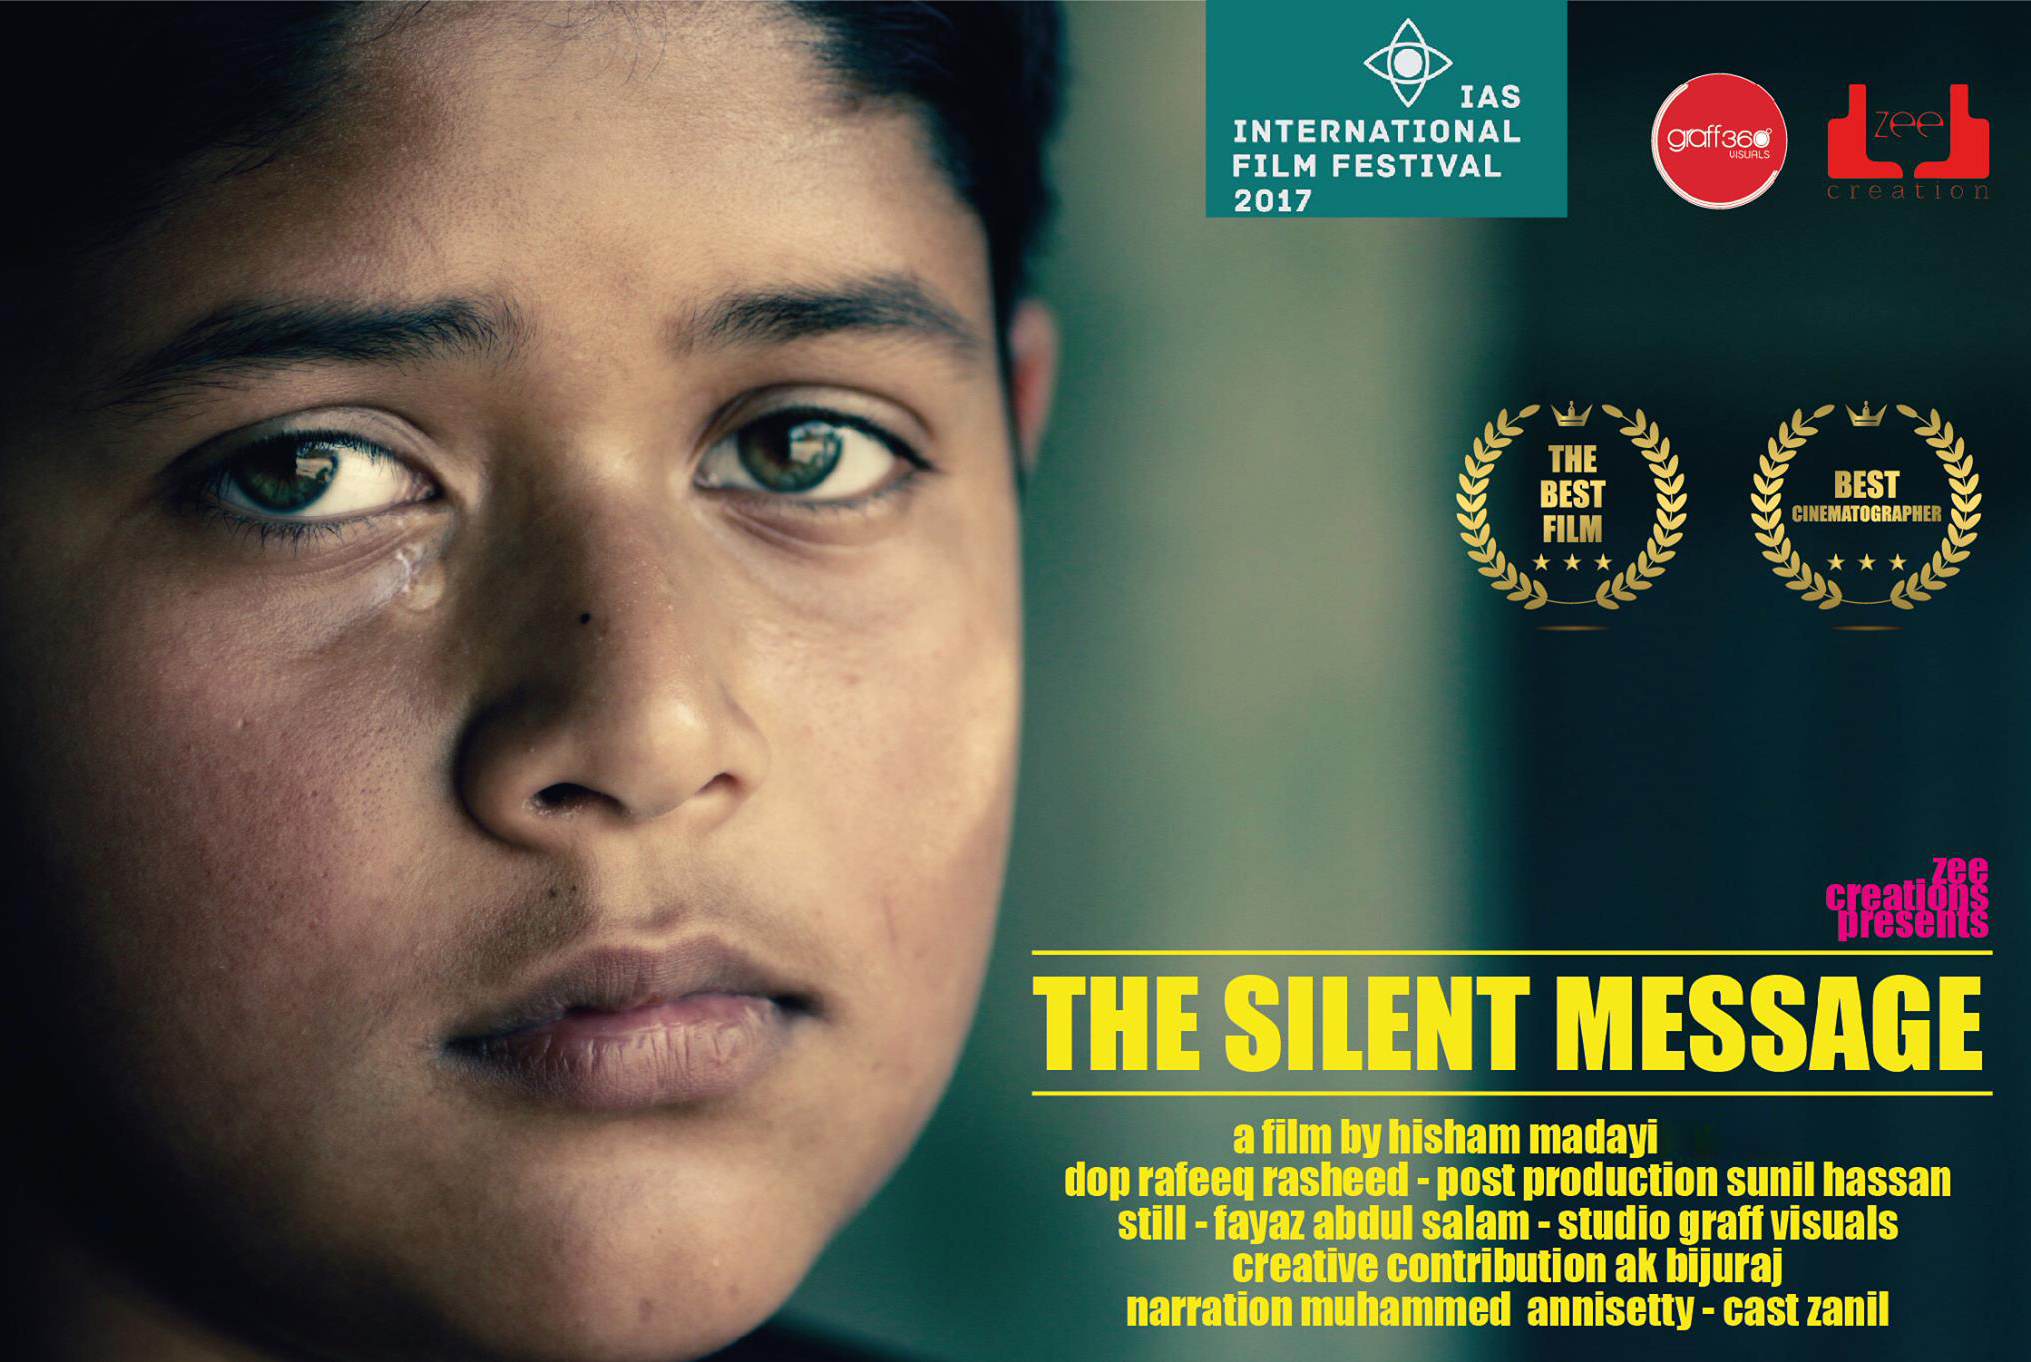 IAS
INTERNATIONAL
FILM FESTIVAL
2017
graff360°
VISUALS
zee
creation
THE
BEST
FILM
BEST
CINEMATOGRAPHER
zee
creations
presents
THE SILENT MESSAGE
a film by hisham madayi
dop rafeeq rasheed - post production sunil hassan
still - fayaz abdul salam - studio graff visuals
creative contribution ak bijuraj
narration muhammed annisetty - cast zanil